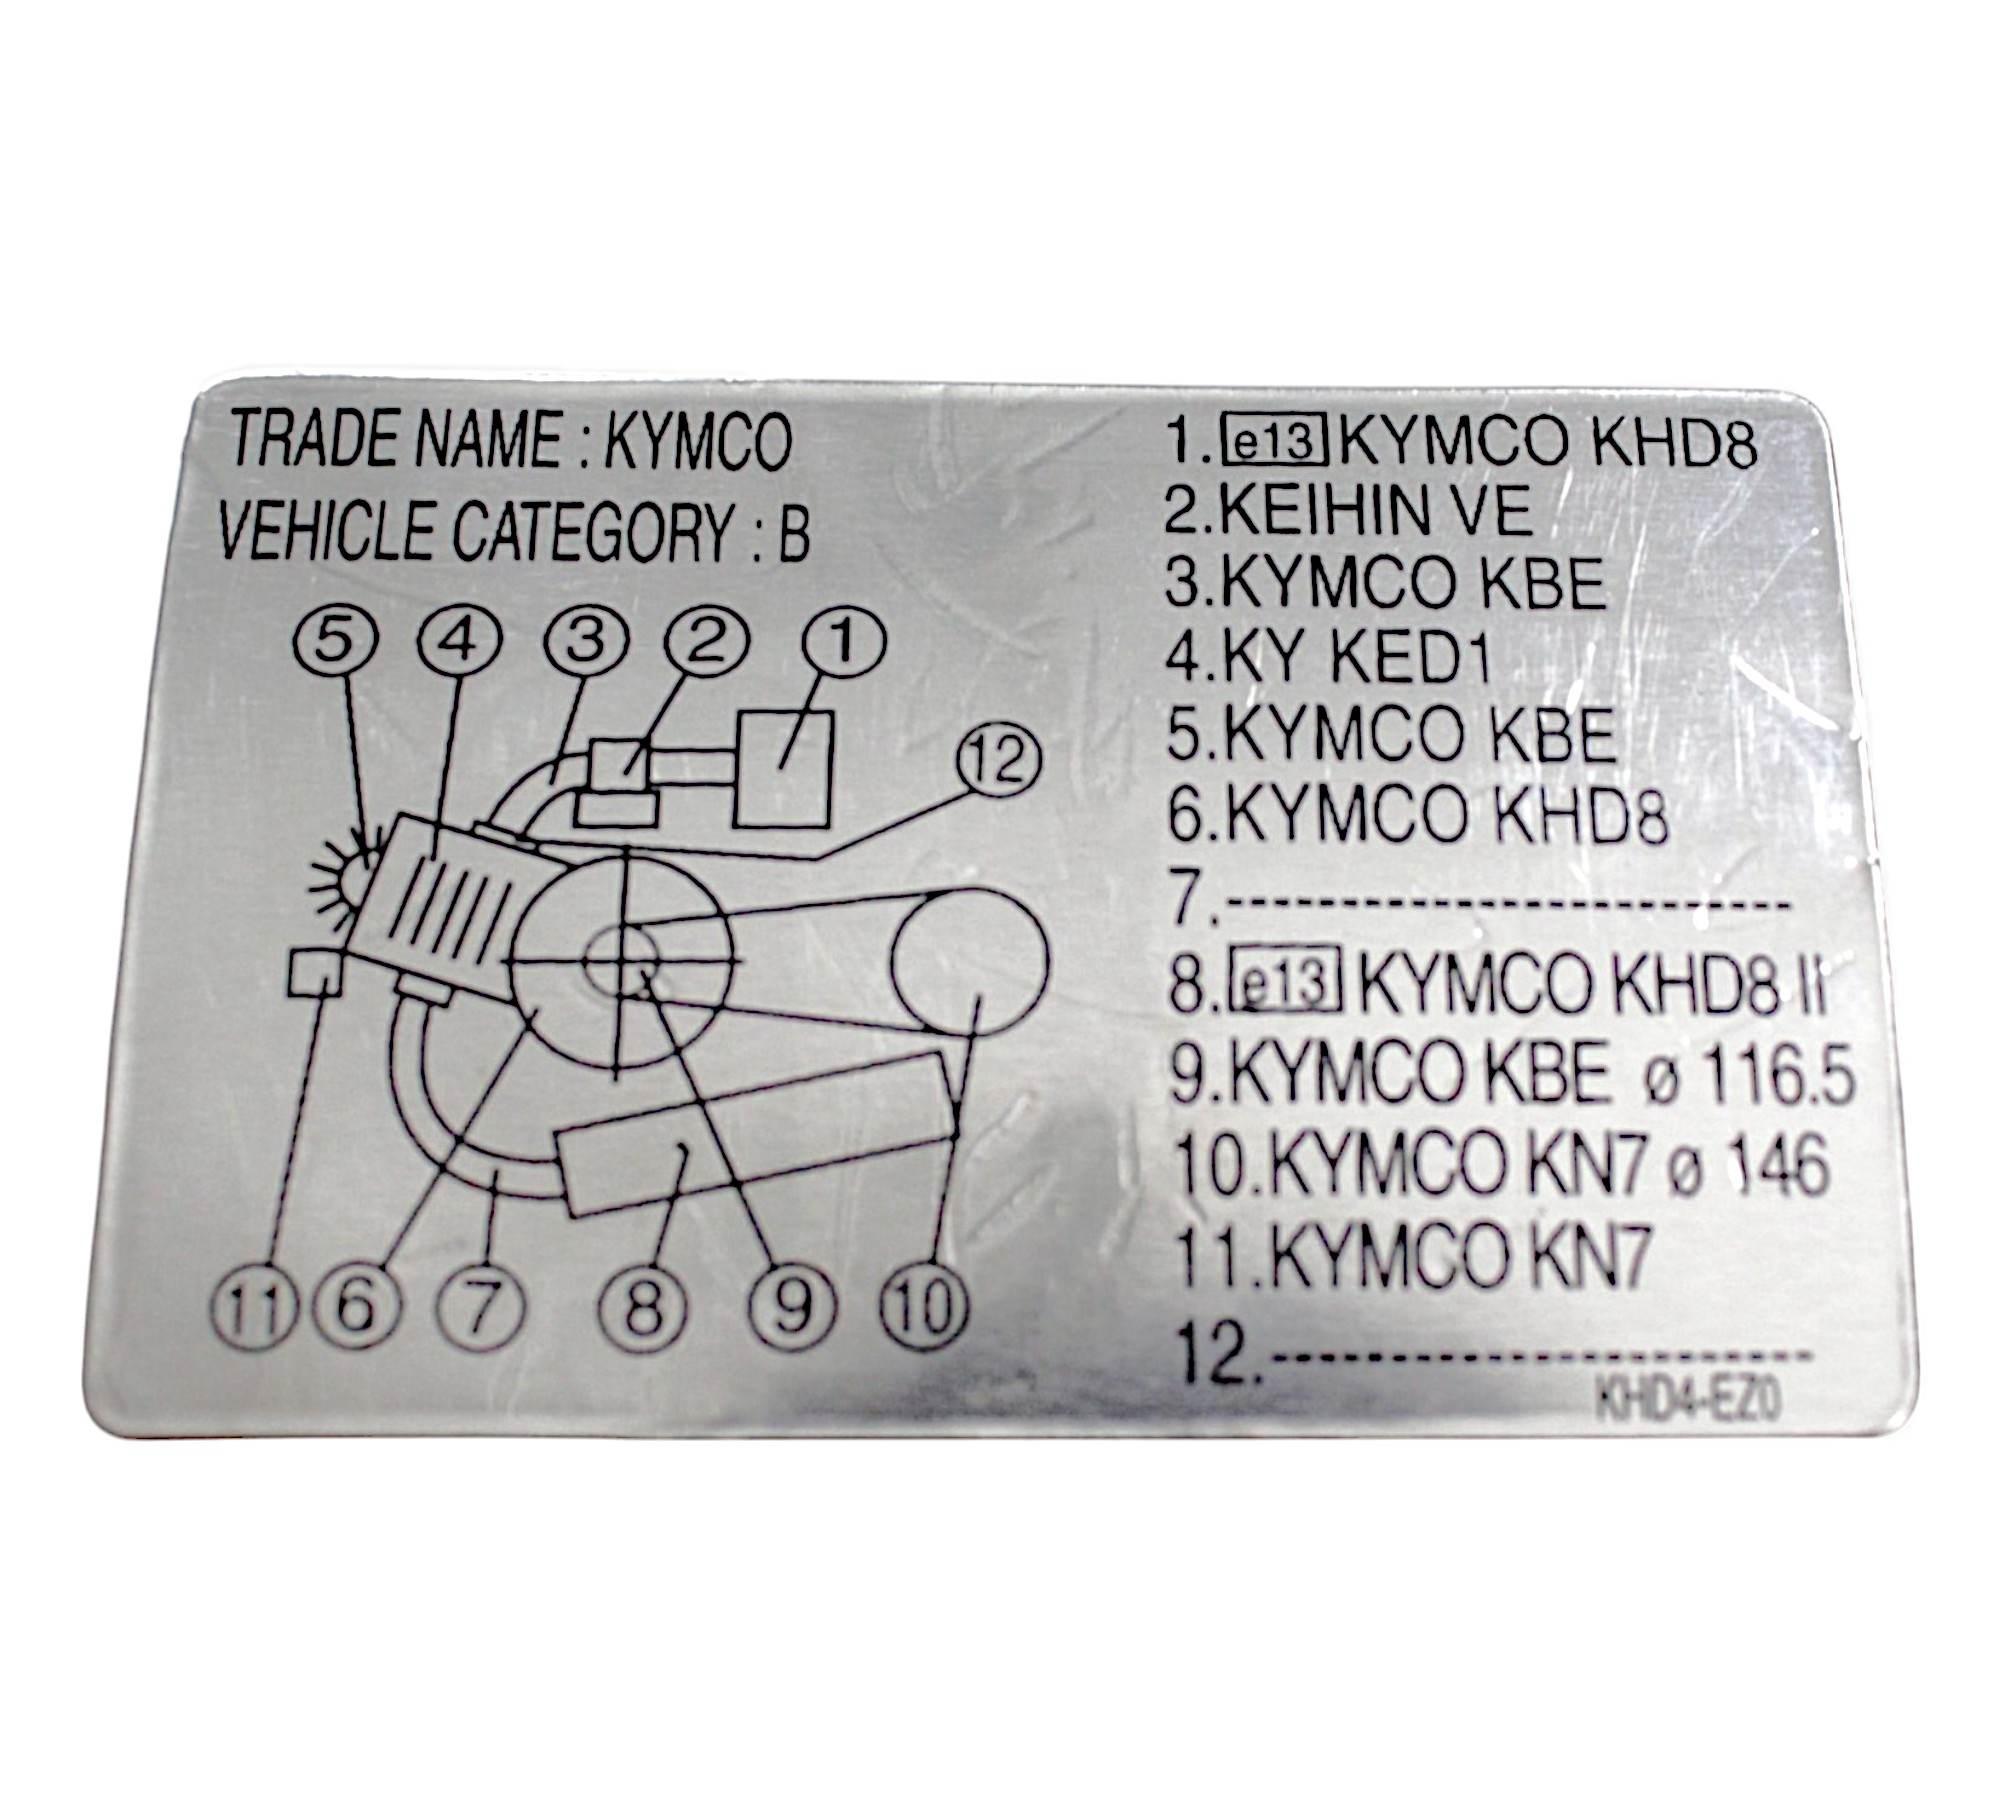 TRADE NAME : KYMCO
VEHICLE CATEGORY : B
5 4 3 2 1
12
11 6 7 8 9 10
1. e13 KYMCO KHD8
2.KEIHIN VE
3.KYMCO KBE
4.KY KED1
5.KYMCO KBE
6.KYMCO KHD8
7.-------------------------
8. e13 KYMCO KHD8 II
9.KYMCO KBE ø 116.5
10.KYMCO KN7 ø 146
11.KYMCO KN7
12.-------------------------
KHD4-EZ0